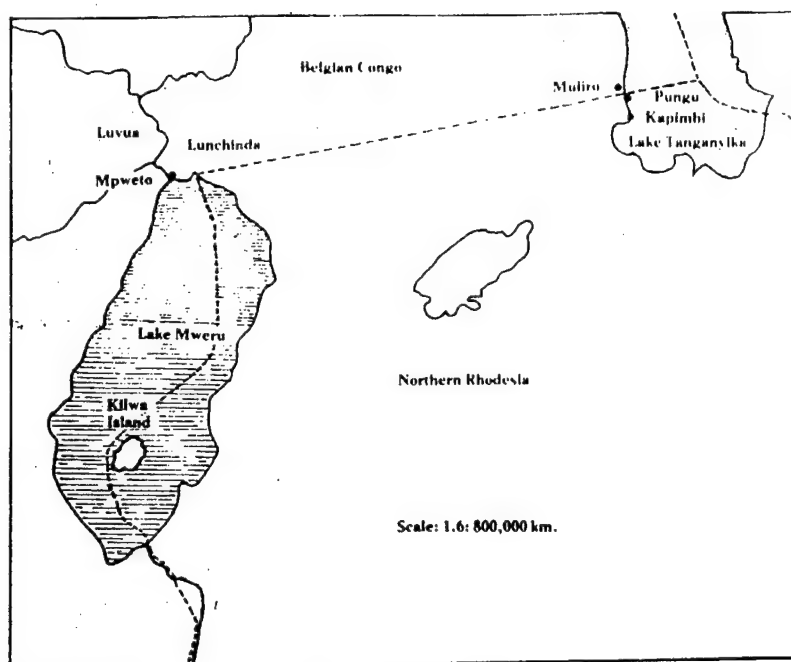 Belgian Congo
Muliro
Pungu
Kapimbi
Lake Tanganyika
Luvua
Lunchinda
Mpweto
Lake Mweru
Kilwa
Island
Northern Rhodesia
Scale: 1.6: 800,000 km.